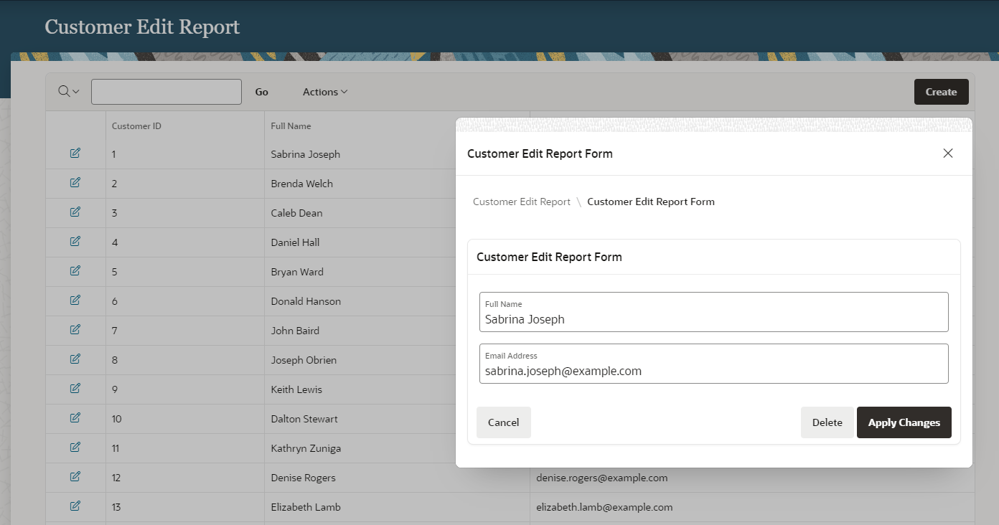 Customer Edit Report
Go
Actions
Create
Customer ID
Full Name
1
Sabrina Joseph
2
Brenda Welch
3
Caleb Dean
4
Daniel Hall
5
Bryan Ward
6
Donald Hanson
7
John Baird
8
Joseph Obrien
9
Keith Lewis
10
Dalton Stewart
11
Kathryn Zuniga
12
Denise Rogers
denise.rogers@example.com
13
Elizabeth Lamb
elizabeth.lamb@example.com
Customer Edit Report Form
Customer Edit Report \ Customer Edit Report Form
Customer Edit Report Form
Full Name
Sabrina Joseph
Email Address
sabrina.joseph@example.com
Cancel
Delete
Apply Changes